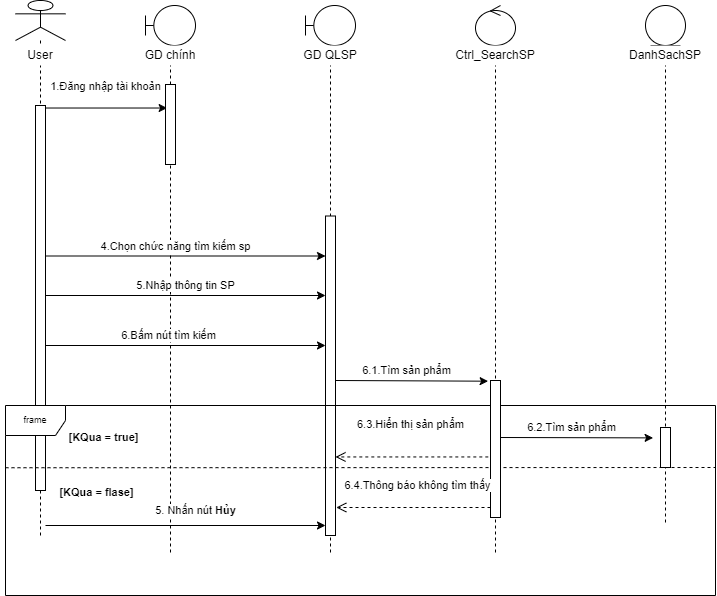 User
GD chính
GD QLSP
Ctrl_SearchSP
DanhSachSP
1.Đăng nhập tài khoản
4.Chọn chức năng tìm kiếm sp
5.Nhập thông tin SP
6.Bấm nút tìm kiếm
6.1.Tìm sản phẩm
frame
[KQua = true]
6.3.Hiển thị sản phẩm
6.2.Tìm sản phẩm
[KQua = flase]
6.4.Thông báo không tìm thấy
5. Nhấn nút Hủy